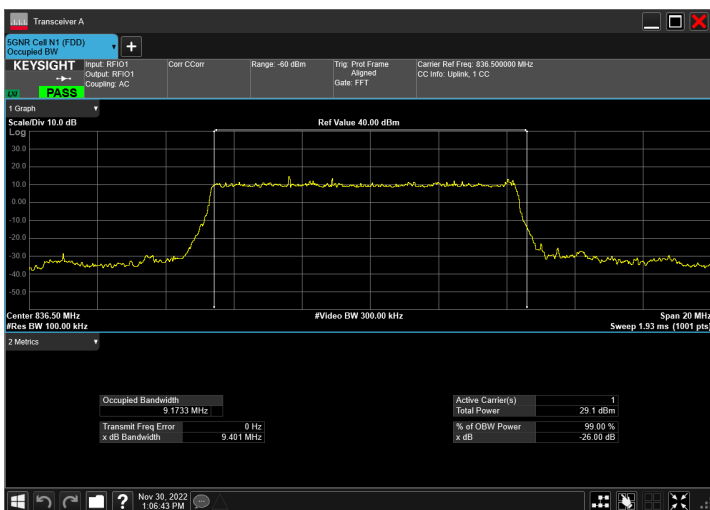 Transceiver A
5GNR Cell N1 (FDD)
Occupied BW
KEYSIGHT
LXI
PASS
Input: RFIO1
Output: RFIO1
Coupling: AC
Corr CCorr
Range: -60 dBm
Trig: Prot Frame
Aligned
Gate: FFT
Carrier Ref Freq: 836.500000 MHz
CC Info: Uplink, 1 CC
1 Graph
Scale/Div 10.0 dB
Ref Value 40.00 dBm
Log
30.0
20.0
10.0
0.00
-10.0
-20.0
-30.0
-40.0
-50.0
Center 836.50 MHz
#Video BW 300.00 kHz
Span 20 MHz
#Res BW 100.00 kHz
Sweep 1.93 ms (1001 pts)
2 Metrics
Occupied Bandwidth
9.1733 MHz
Transmit Freq Error 0 Hz
x dB Bandwidth 9.401 MHz
Active Carrier(s) 1
Total Power 29.1 dBm
% of OBW Power 99.00 %
x dB -26.00 dB
?
Nov 30, 2022
1:06:43 PM